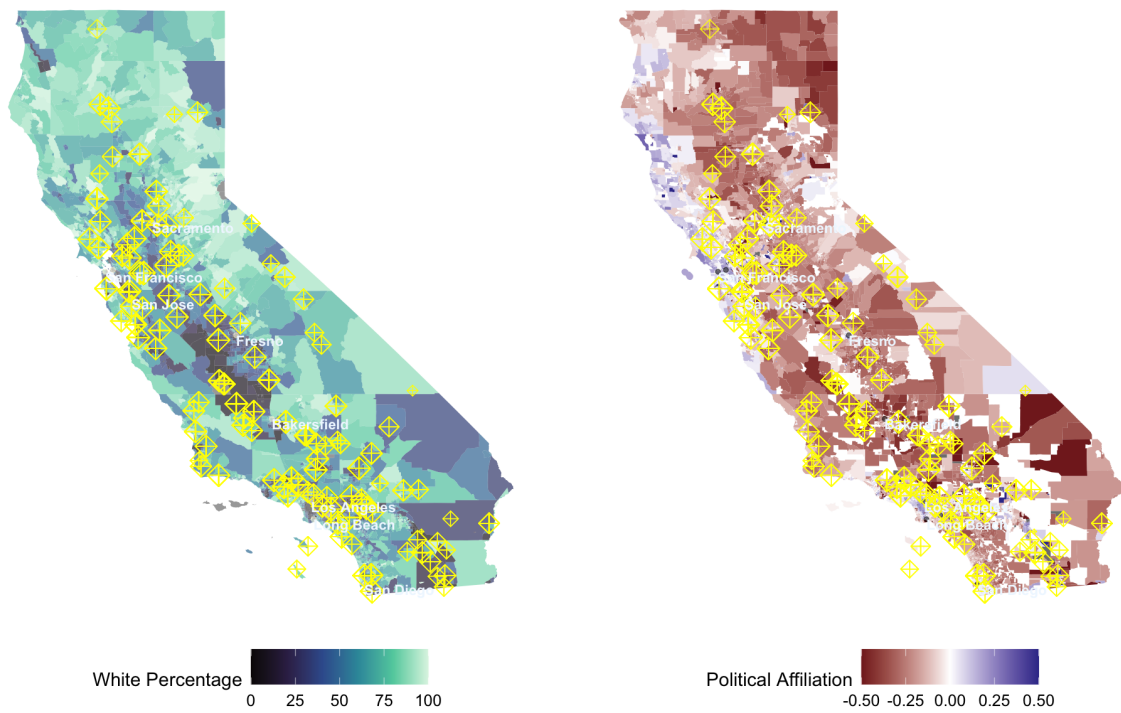 Sacramento
San Francisco
San Jose
Fresno
Bakersfield
Los Angeles
Long Beach
San Diego
Sacramento
San Francisco
San Jose
Fresno
Bakersfield
Los Angeles
Long Beach
San Diego
White Percentage
0 25 50 75 100
Political Affiliation
-0.50 -0.25 0.00 0.25 0.50